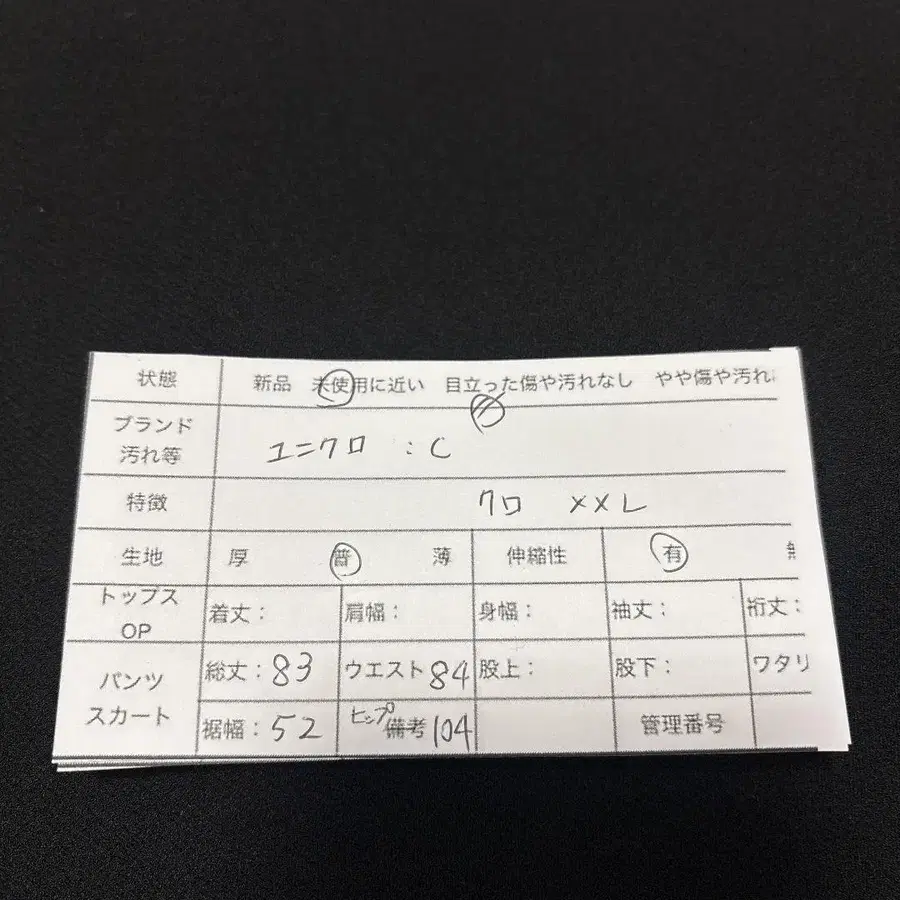 状態 新品 未使用に近い 目立った傷や汚れなし やや傷や汚れ
ブランド
汚れ等 ユニクロ :C
特徴 クロ XXL
生地 厚 普 薄 伸縮性 有
トップス
OP 着丈: 肩幅: 身幅: 袖丈: 裄丈:
パンツ
スカート 総丈:83 ウエスト84 股上: 股下: ワタリ
裾幅:52 ヒップ 備考 104 管理番号